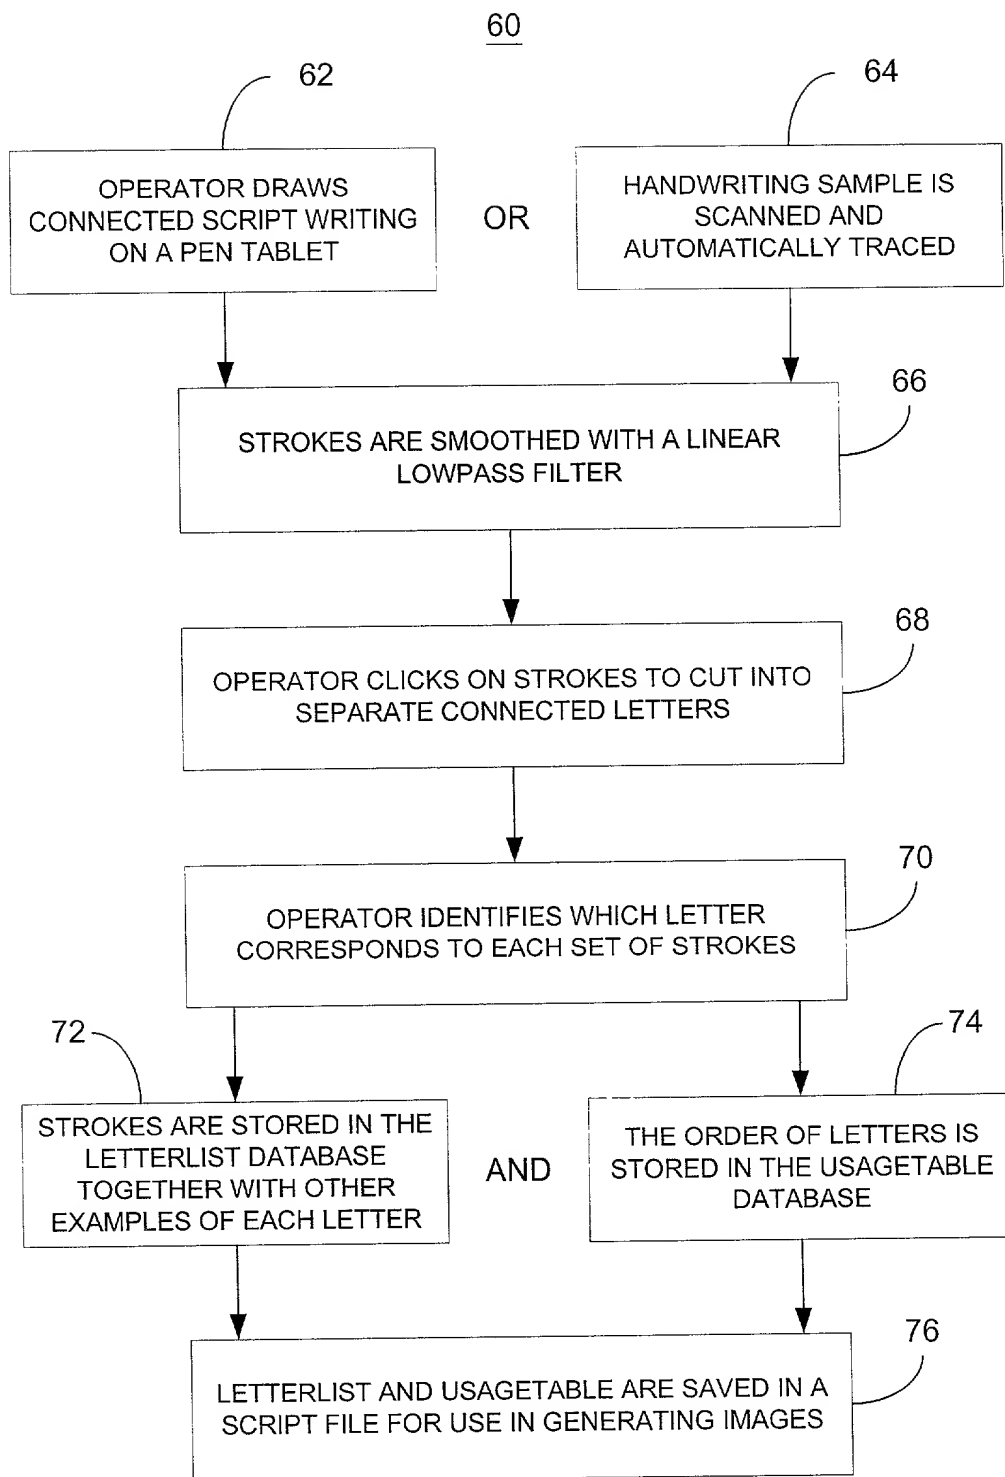 60
62
64
OPERATOR DRAWS
CONNECTED SCRIPT WRITING
ON A PEN TABLET
OR
HANDWRITING SAMPLE IS
SCANNED AND
AUTOMATICALLY TRACED
66
STROKES ARE SMOOTHED WITH A LINEAR
LOWPASS FILTER
68
OPERATOR CLICKS ON STROKES TO CUT INTO
SEPARATE CONNECTED LETTERS
70
OPERATOR IDENTIFIES WHICH LETTER
CORRESPONDS TO EACH SET OF STROKES
72
74
STROKES ARE STORED IN THE
LETTERLIST DATABASE
TOGETHER WITH OTHER
EXAMPLES OF EACH LETTER
AND
THE ORDER OF LETTERS IS
STORED IN THE USAGETABLE
DATABASE
76
LETTERLIST AND USAGETABLE ARE SAVED IN A
SCRIPT FILE FOR USE IN GENERATING IMAGES